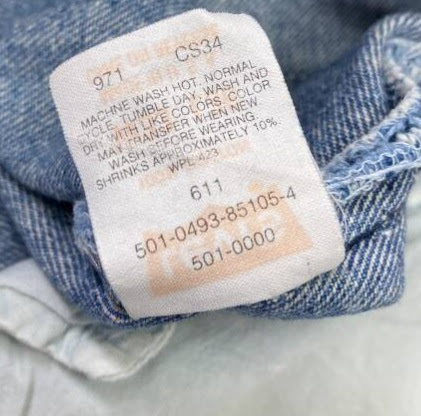 971 CS34
MACHINE WASH HOT, NORMAL
CYCLE, TUMBLE DAY, WASH AND
DRY WITH LIKE COLORS, COLOR
MAY TRANSFER WHEN NEW
WASH BEFORE WEARING.
SHRINKS APPROXIMATELY 10%
WPL 423
611
501-0493-85105-4
501-0000